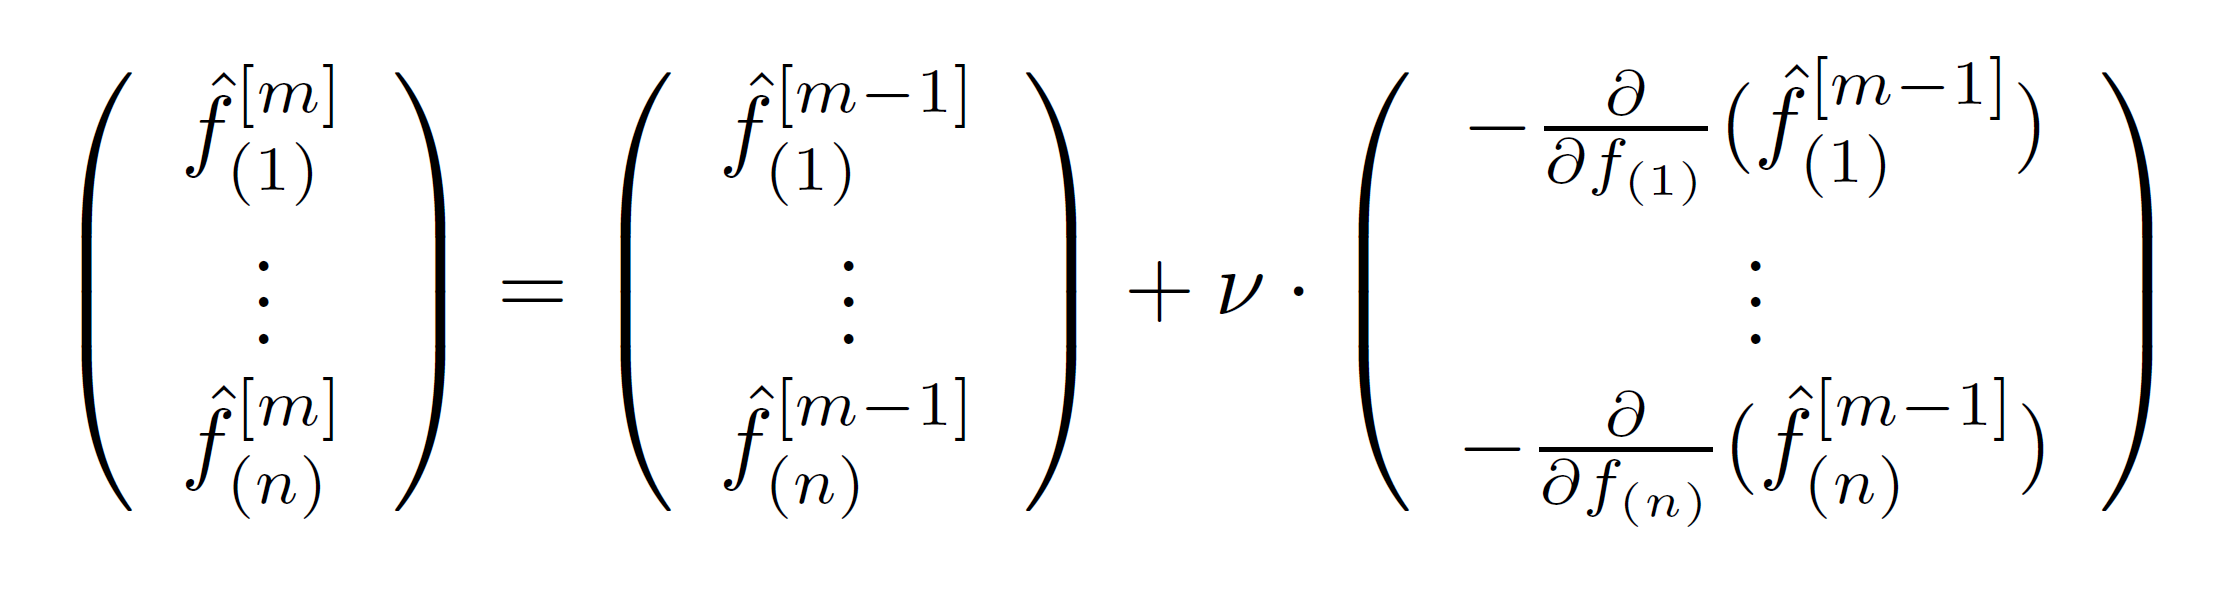 \begin{pmatrix} \hat{f}_{(1)}^{[m]} \\ \vdots \\ \hat{f}_{(n)}^{[m]} \end{pmatrix} = \begin{pmatrix} \hat{f}_{(1)}^{[m-1]} \\ \vdots \\ \hat{f}_{(n)}^{[m-1]} \end{pmatrix} + \nu \cdot \begin{pmatrix} -\frac{\partial}{\partial f_{(1)}}(\hat{f}_{(1)}^{[m-1]}) \\ \vdots \\ -\frac{\partial}{\partial f_{(n)}}(\hat{f}_{(n)}^{[m-1]}) \end{pmatrix}